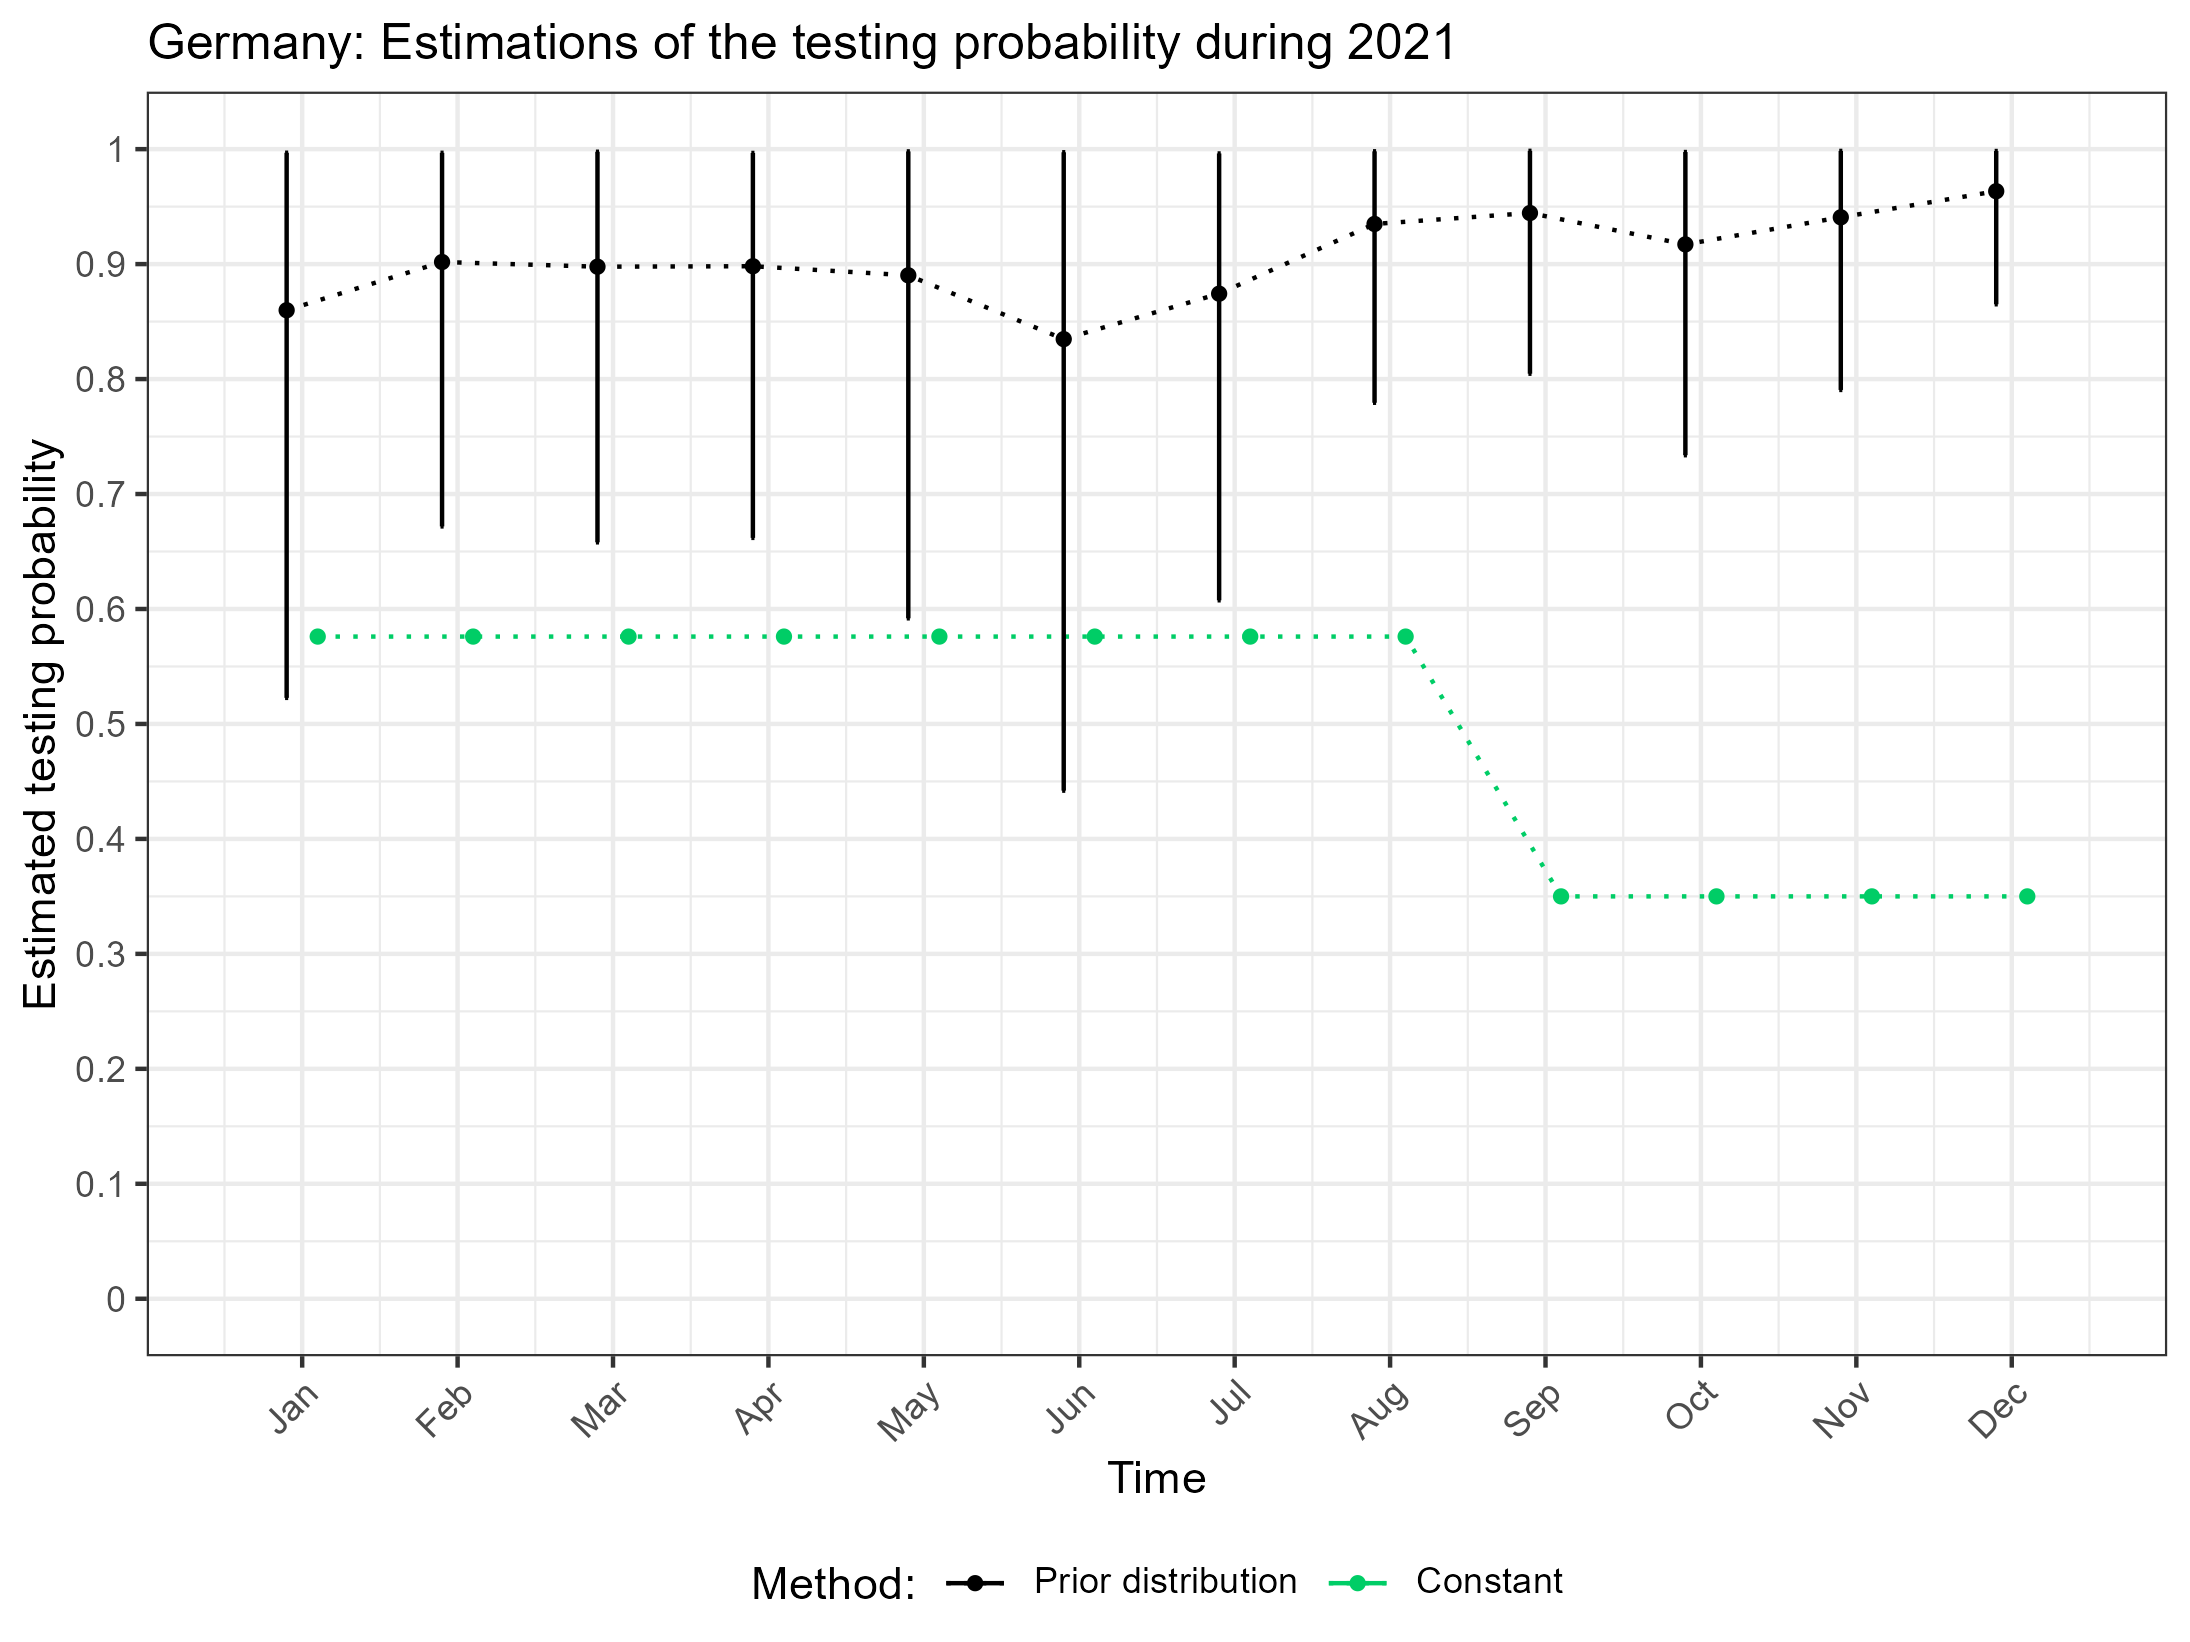 Germany: Estimations of the testing probability during 2021
Estimated testing probability
1
0.9
0.8
0.7
0.6
0.5
0.4
0.3
0.2
0.1
0
Jan Feb Mar Apr May Jun Jul Aug Sep Oct Nov Dec
Time
Method: Prior distribution Constant